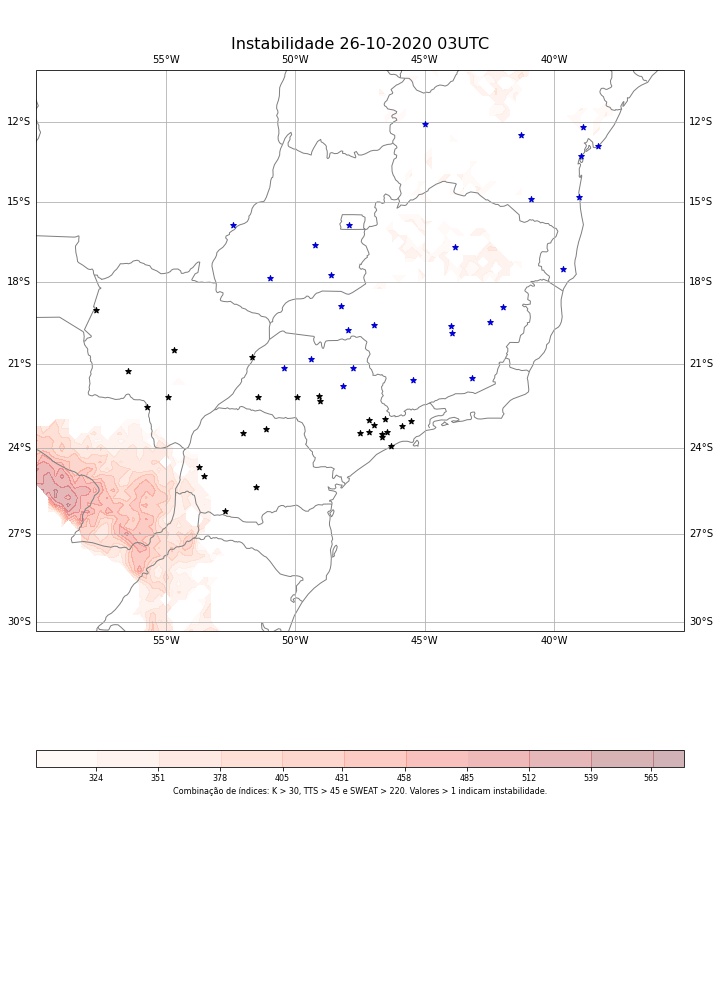 Instabilidade 26-10-2020 03UTC
55°W 50°W 45°W 40°W
12°S 12°S
15°S 15°S
18°S 18°S
21°S 21°S
24°S 24°S
27°S 27°S
30°S 30°S
55°W 50°W 45°W 40°W
324 351 378 405 431 458 485 512 539 565
Combinação de índices: K > 30, TTS > 45 e SWEAT > 220. Valores > 1 indicam instabilidade.